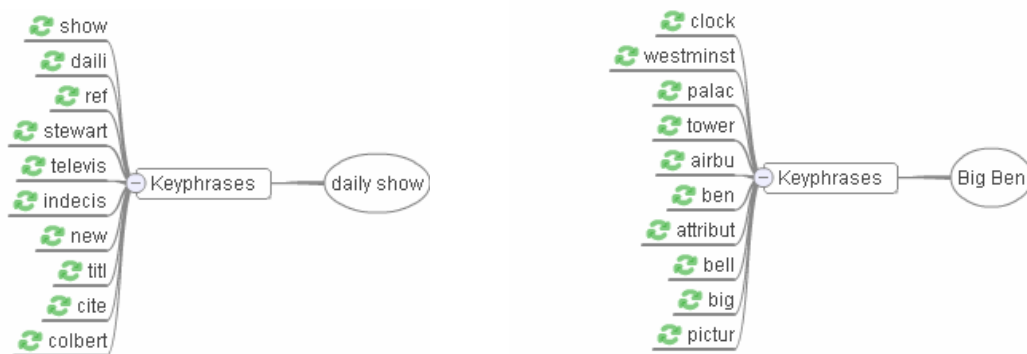 show
daili
ref
stewart
televis
indecis
new
titl
cite
colbert
Keyphrases
daily show
clock
westminst
palac
tower
airbu
ben
attribut
bell
big
pictur
Keyphrases
Big Ben